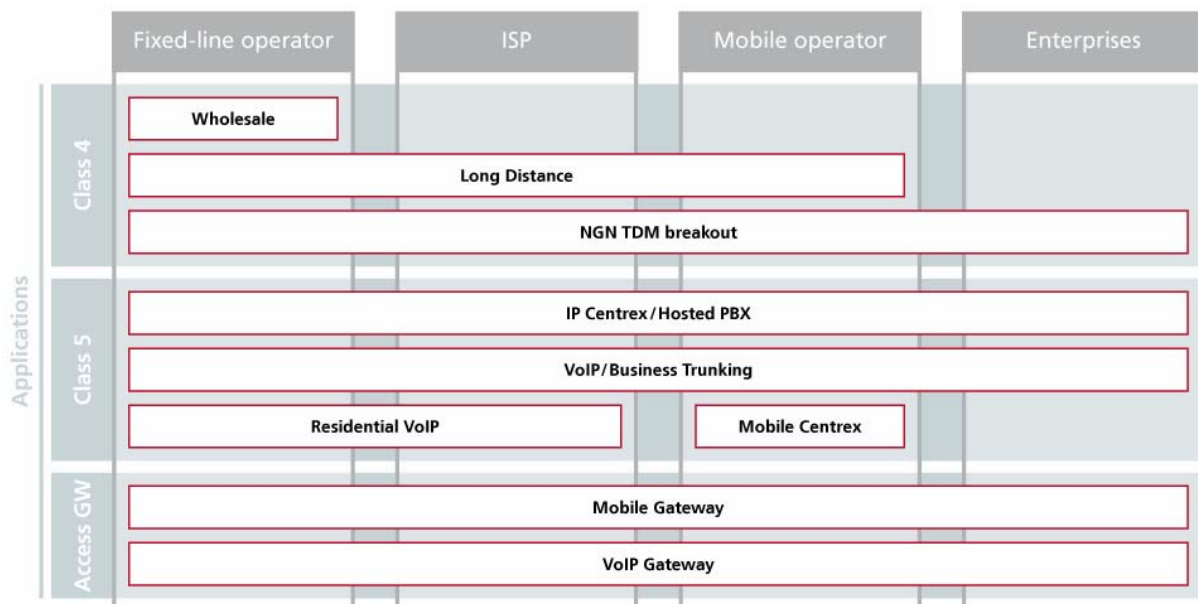 Fixed-line operator
ISP
Mobile operator
Enterprises
Applications
Class 4
Wholesale
Long Distance
NGN TDM breakout
Class 5
IP Centrex/Hosted PBX
VoIP/Business Trunking
Residential VoIP
Mobile Centrex
Access GW
Mobile Gateway
VoIP Gateway